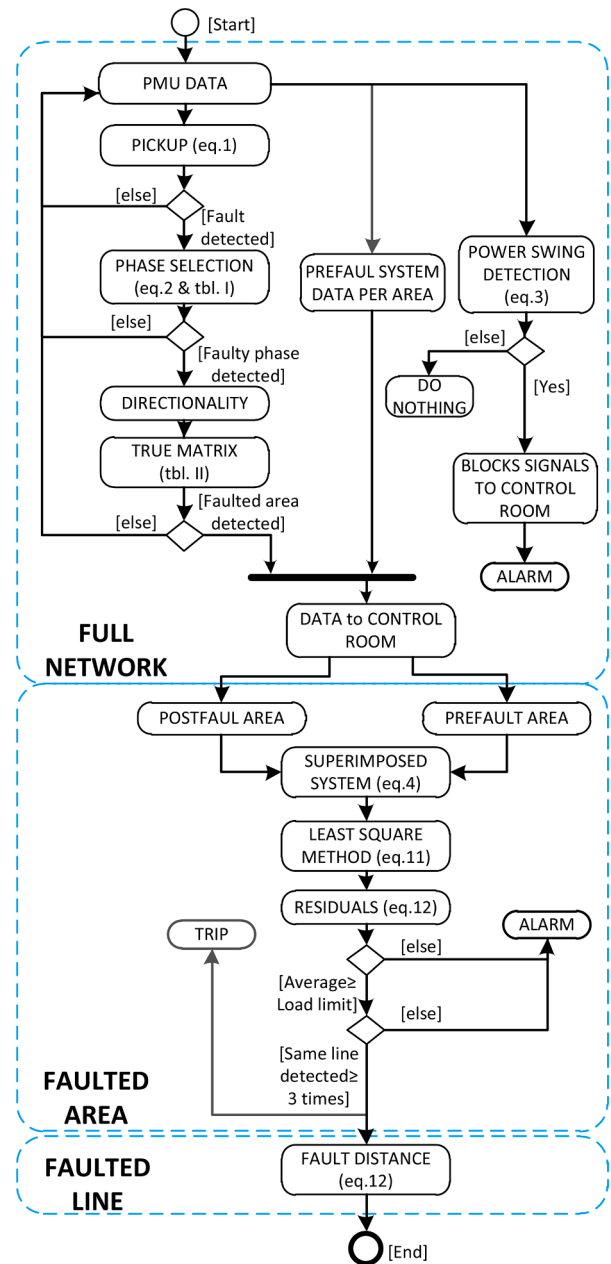 [Start]
PMU DATA
PICKUP (eq.1)
[else]
[Fault
detected]
PHASE SELECTION
(eq.2 & tbl. I)
PREFAUL SYSTEM
DATA PER AREA
POWER SWING
DETECTION
(eq.3)
[else]
[Faulty phase
detected]
[else]
DO
NOTHING
[Yes]
DIRECTIONALITY
TRUE MATRIX
(tbl. II)
BLOCKS SIGNALS
TO CONTROL
ROOM
[else]
[Faulted area
detected]
ALARM
DATA to CONTROL
ROOM
FULL
NETWORK
POSTFAUL AREA
PREFAULT AREA
SUPERIMPOSED
SYSTEM (eq.4)
LEAST SQUARE
METHOD (eq.11)
RESIDUALS (eq.12)
TRIP
ALARM
[else]
[Average≥
Load limit]
[else]
[Same line
detected≥
3 times]
FAULTED
AREA
FAULTED
LINE
FAULT DISTANCE
(eq.12)
[End]